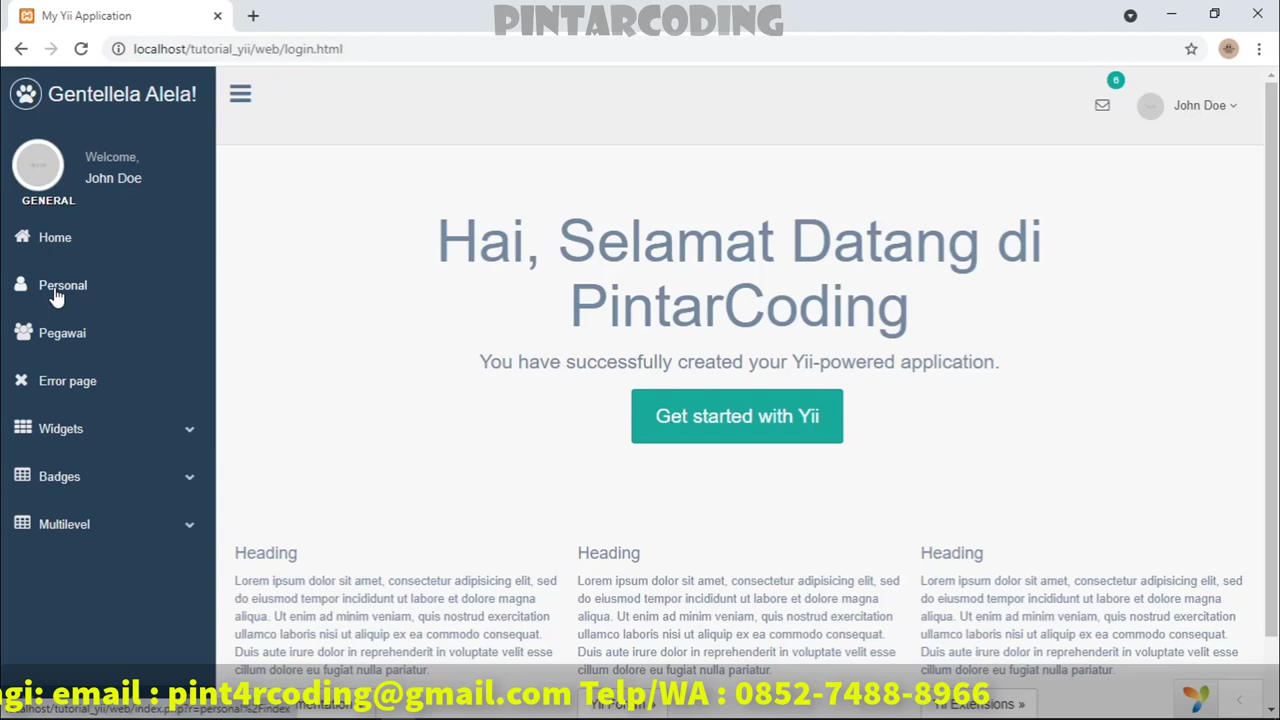 My Yii Application
PINTARCODING
localhost/tutorial_yii/web/login.html
Gentellela Alela!
6
John Doe
Welcome,
John Doe
GENERAL
Home
Personal
Pegawai
Error page
Widgets
Badges
Multilevel
Hai, Selamat Datang di
PintarCoding
You have successfully created your Yii-powered application.
Get started with Yii
Heading
Lorem ipsum dolor sit amet, consectetur adipisicing elit, sed
do eiusmod tempor incididunt ut labore et dolore magna
aliqua. Ut enim ad minim veniam, quis nostrud exercitation
ullamco laboris nisi ut aliquip ex ea commodo consequat.
Duis aute irure dolor in reprehenderit in voluptate velit esse
cillum dolore eu fugiat nulla pariatur.
Heading
Lorem ipsum dolor sit amet, consectetur adipisicing elit, sed
do eiusmod tempor incididunt ut labore et dolore magna
aliqua. Ut enim ad minim veniam, quis nostrud exercitation
ullamco laboris nisi ut aliquip ex ea commodo consequat.
Duis aute irure dolor in reprehenderit in voluptate velit esse
cillum dolore eu fugiat nulla pariatur.
Heading
Lorem ipsum dolor sit amet, consectetur adipisicing elit, sed
do eiusmod tempor incididunt ut labore et dolore magna
aliqua. Ut enim ad minim veniam, quis nostrud exercitation
ullamco laboris nisi ut aliquip ex ea commodo consequat.
Duis aute irure dolor in reprehenderit in voluptate velit esse
cillum dolore eu fugiat nulla pariatur.
Yii Extensions »
agi: email : pint4rcoding@gmail.com Telp/WA : 0852-7488-8966
alhost/tutorial_yii/web/index.php?r=personal%2Findex